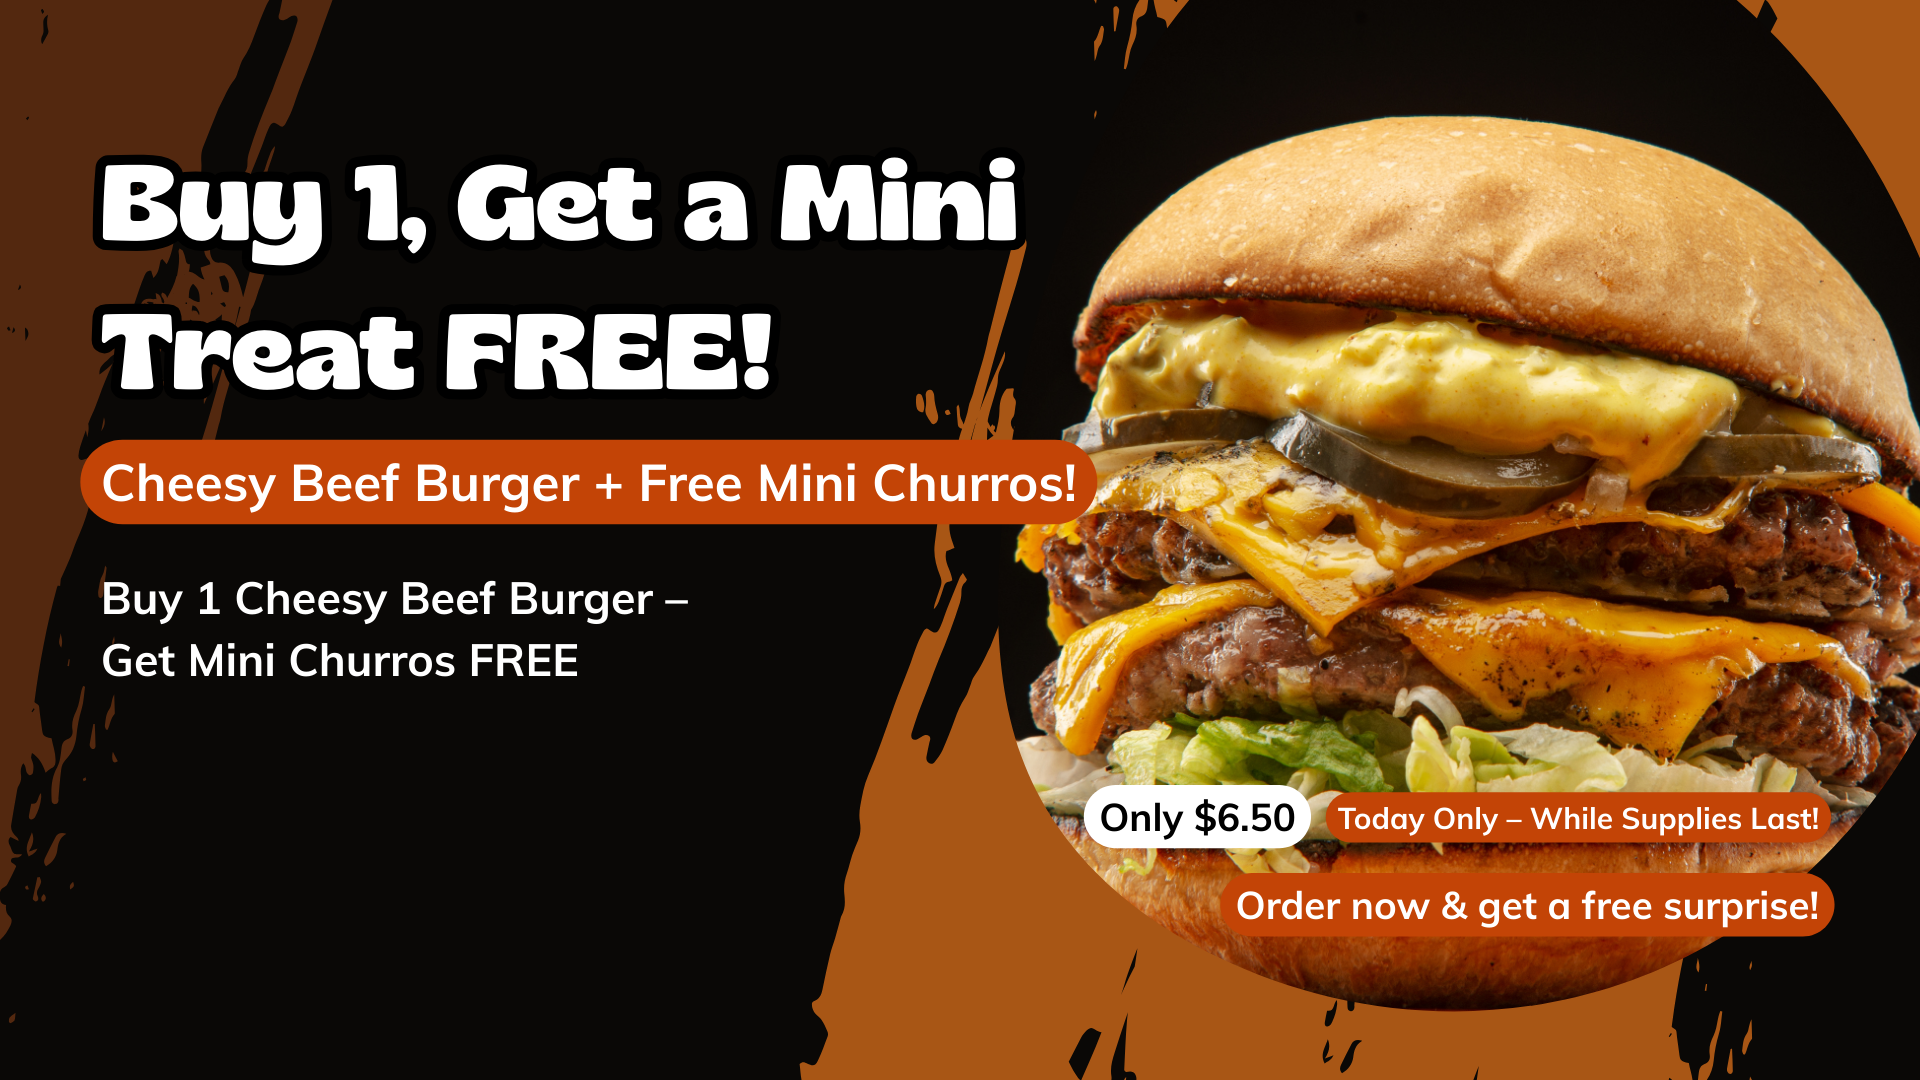 Buy 1, Get a Mini
Treat FREE!
Cheesy Beef Burger + Free Mini Churros!
Buy 1 Cheesy Beef Burger –
Get Mini Churros FREE
Only $6.50
Today Only – While Supplies Last!
Order now & get a free surprise!